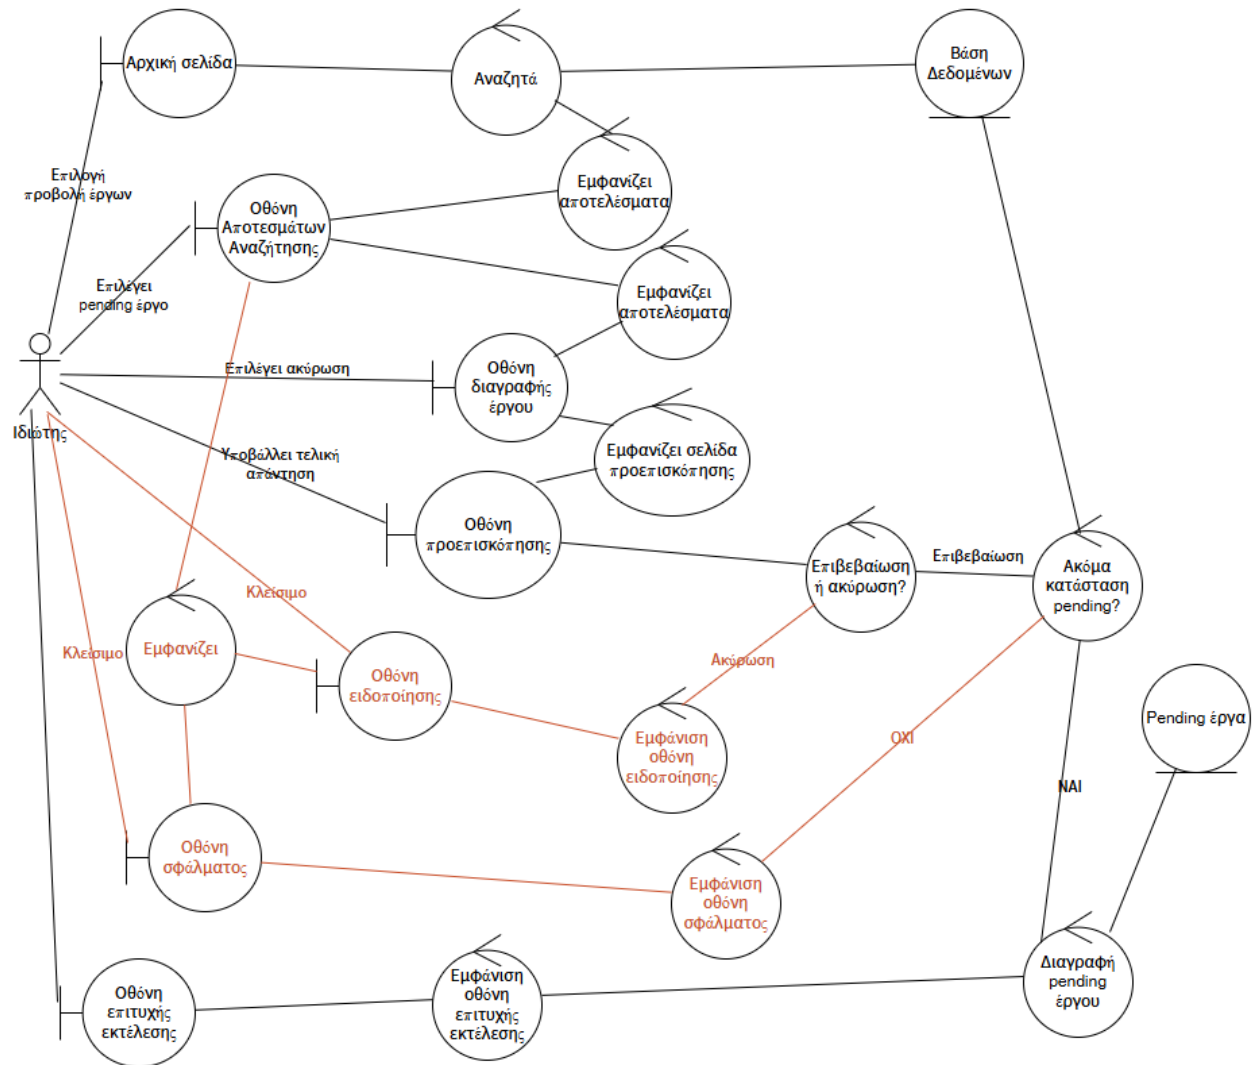 Αρχική σελίδα
Αναζητά
Βάση
Δεδομένων
Επιλογή
προβολή έργων
Εμφανίζει
αποτελέσματα
Οθόνη
Αποτεσμάτων
Αναζήτησης
Επιλέγει
pending έργο
Εμφανίζει
αποτελέσματα
Επιλέγει ακύρωση
Οθόνη
διαγραφής
έργου
Ιδιώτης
Υποβάλλει τελική
απάντηση
Εμφανίζει σελίδα
προεπισκόπησης
Οθόνη
προεπισκόπησης
Επιβεβαίωση
ή ακύρωση?
Επιβεβαίωση
Ακόμα
κατάσταση
pending?
Κλείσιμο
Κλείσιμο
Εμφανίζει
Οθόνη
ειδοποίησης
Ακύρωση
Εμφάνιση
οθόνη
ειδοποίησης
ΟΧΙ
Pending έργα
ΝΑΙ
Οθόνη
σφάλματος
Εμφάνιση
οθόνη
σφάλματος
Οθόνη
επιτυχής
εκτέλεσης
Εμφάνιση
οθόνη
επιτυχής
εκτέλεσης
Διαγραφή
pending
έργου